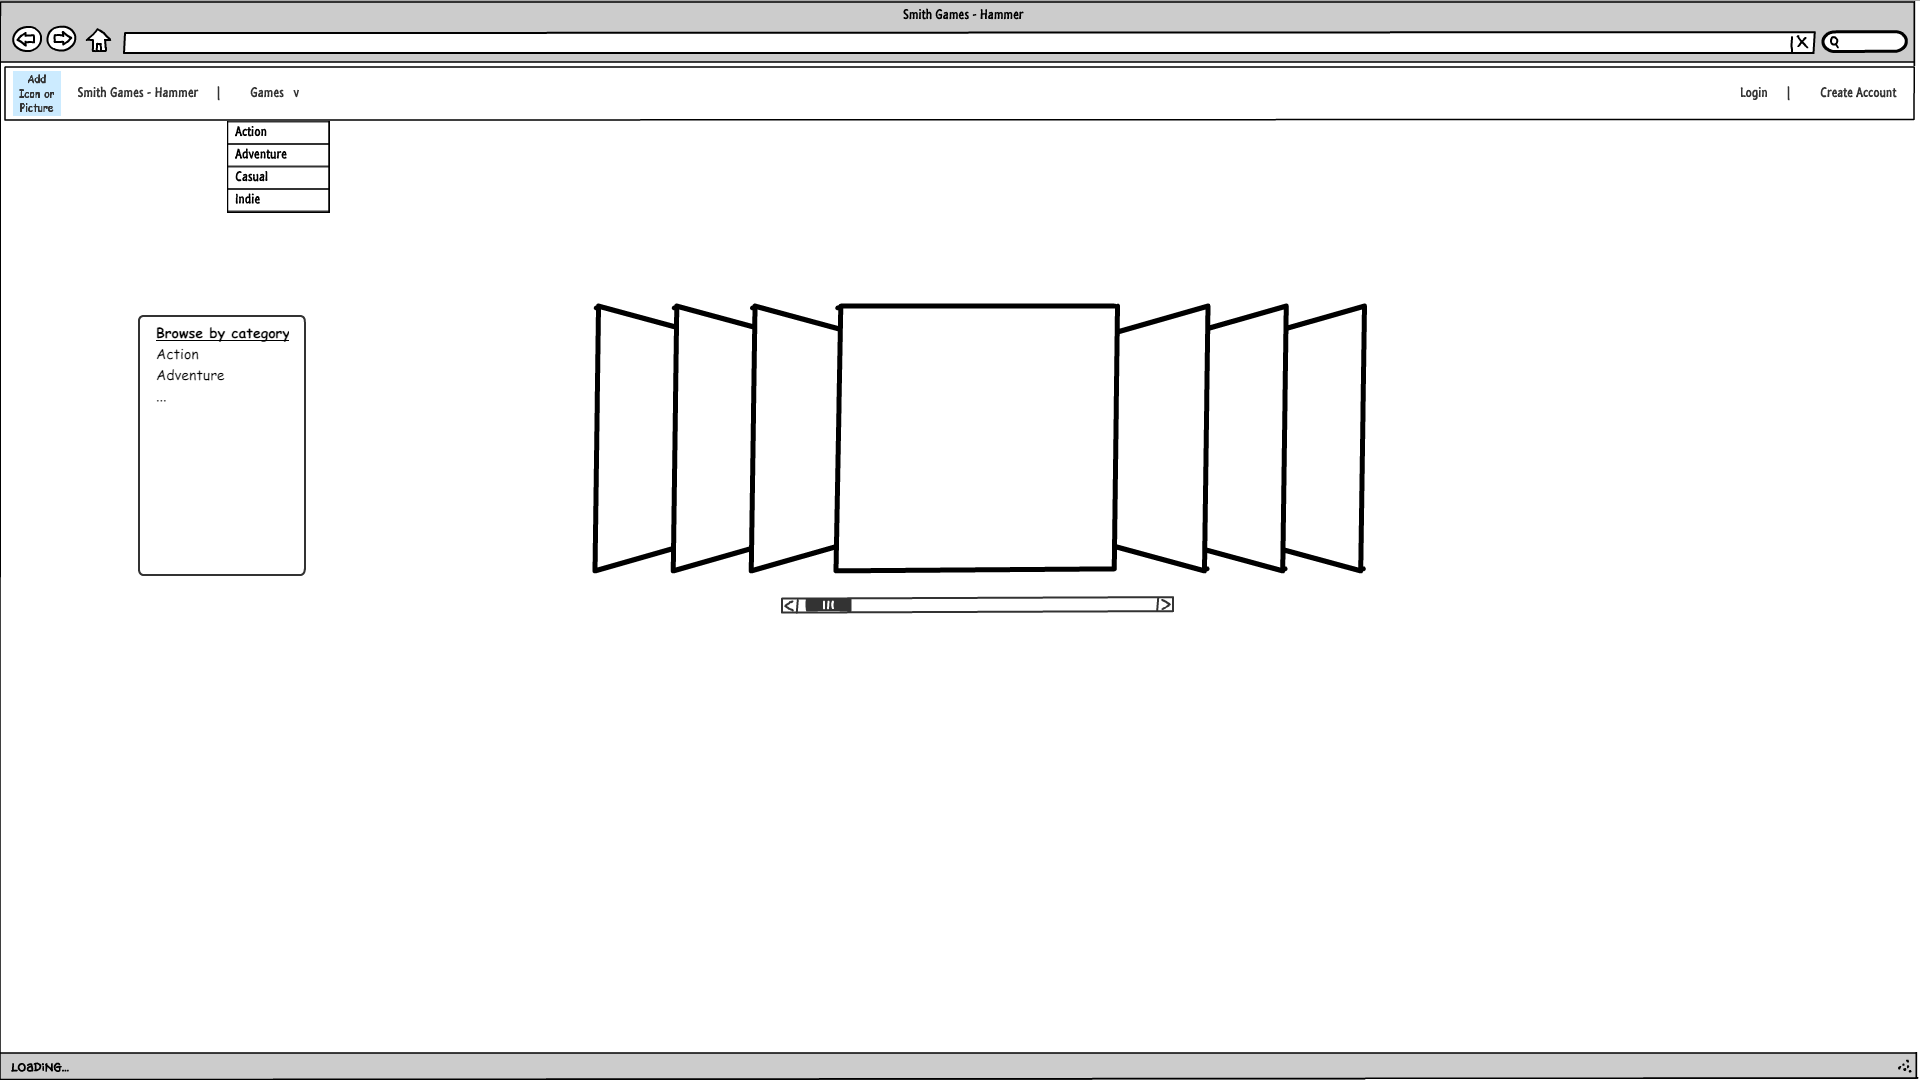 Smith Games - Hammer
Add
Icon or
Picture
Smith Games - Hammer | Games v
Login | Create Account
Action
Adventure
Casual
Indie
Browse by category
Action
Adventure
...
LOADING...